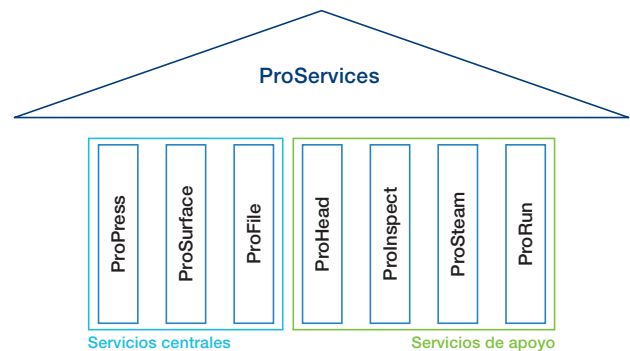 ProServices
ProPress
ProSurface
ProFile
ProHead
ProInspect
ProSteam
ProRun
Servicios centrales
Servicios de apoyo